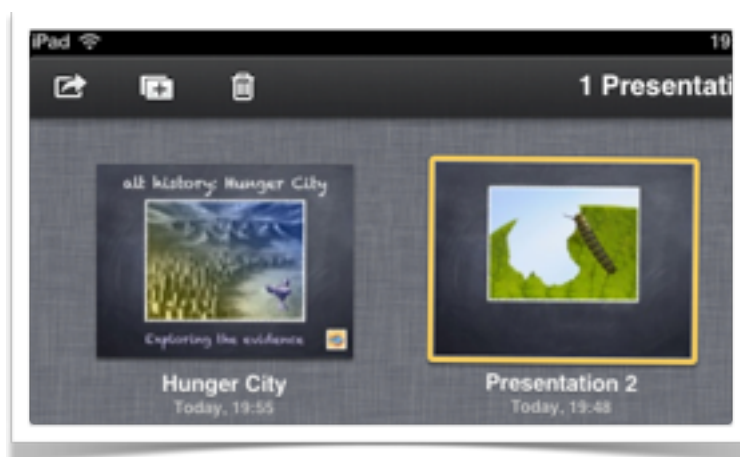 iPad 19
1 Presentati
alt history: Hunger City
Exploring the evidence
Hunger City Presentation 2
Today, 19:55 Today, 19:48